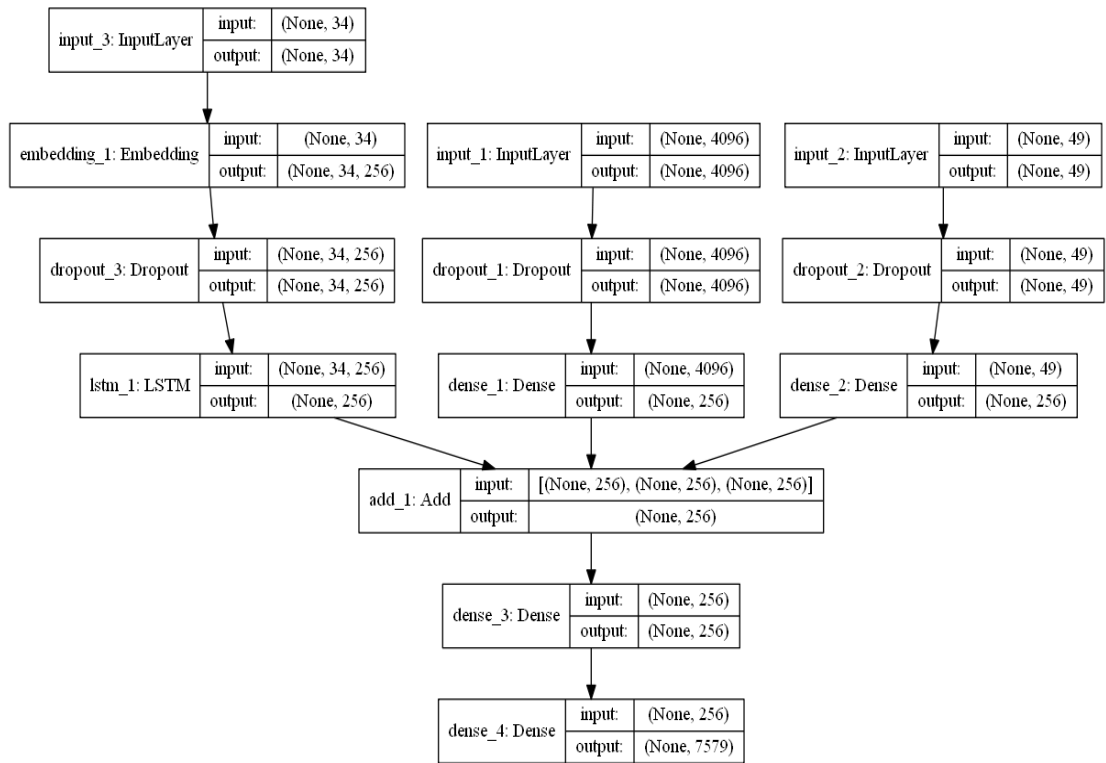 input_3: InputLayer
input: (None, 34)
output: (None, 34)
embedding_1: Embedding
input: (None, 34)
output: (None, 34, 256)
input_1: InputLayer
input: (None, 4096)
output: (None, 4096)
input_2: InputLayer
input: (None, 49)
output: (None, 49)
dropout_3: Dropout
input: (None, 34, 256)
output: (None, 34, 256)
dropout_1: Dropout
input: (None, 4096)
output: (None, 4096)
dropout_2: Dropout
input: (None, 49)
output: (None, 49)
lstm_1: LSTM
input: (None, 34, 256)
output: (None, 256)
dense_1: Dense
input: (None, 4096)
output: (None, 256)
dense_2: Dense
input: (None, 49)
output: (None, 256)
add_1: Add
input: [(None, 256), (None, 256), (None, 256)]
output: (None, 256)
dense_3: Dense
input: (None, 256)
output: (None, 256)
dense_4: Dense
input: (None, 256)
output: (None, 7579)